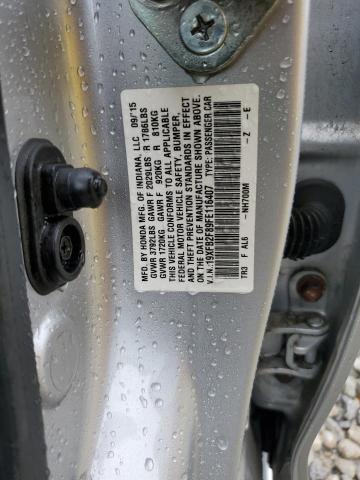 MFG. BY HONDA MFG. OF INDIANA, LLC 09/15
GVWR 3792LBS GAWR F 2029LBS R 1786LBS
GVWR 1720KG GAWR F 920KG R 810KG
THIS VEHICLE CONFORMS TO ALL APPLICABLE
FEDERAL MOTOR VEHICLE SAFETY, BUMPER,
AND THEFT PREVENTION STANDARDS IN EFFECT
ON THE DATE OF MANUFACTURE SHOWN ABOVE.
V.I.N.:19XFB2F89FE116407 TYPE: PASSENGER CAR
TR3 F AL6 -NH700M -Z -E